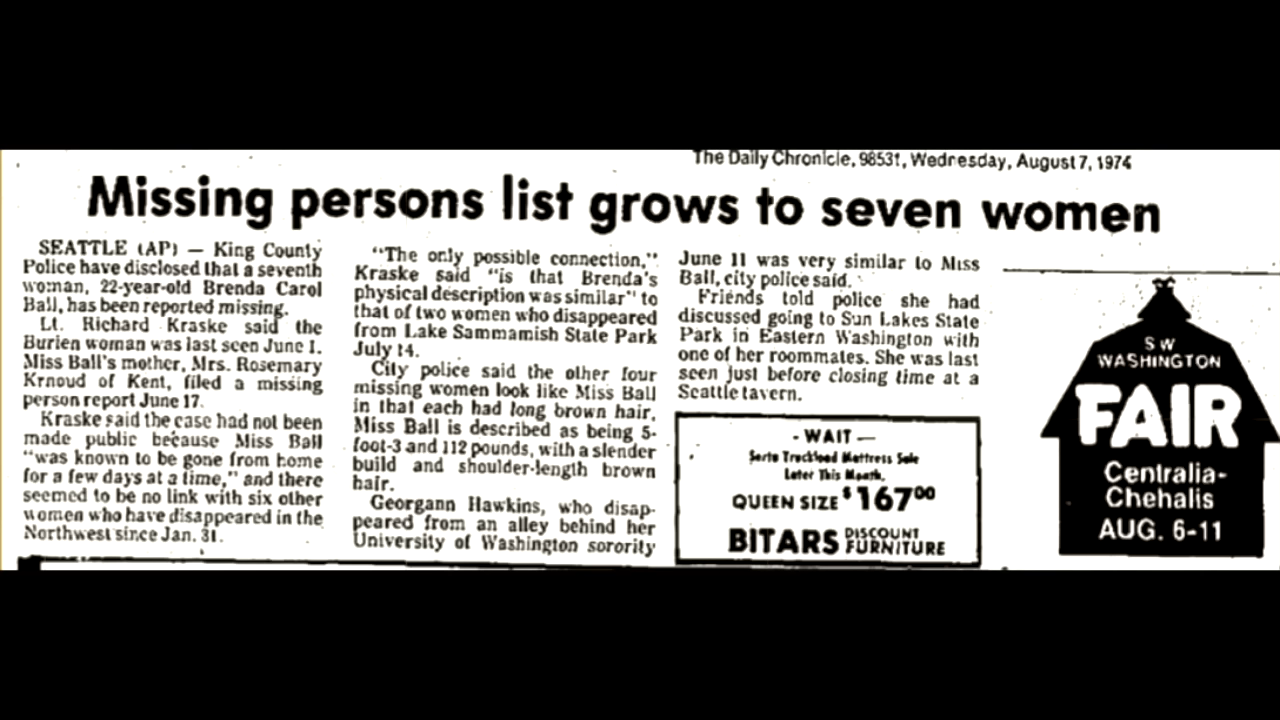 The Daily Chronicle, 98531, Wednesday, August 7, 1974
Missing persons list grows to seven women
SEATTLE (AP) — King County
Police have disclosed that a seventh
woman, 22-year-old Brenda Carol
Ball, has been reported missing.
Lt. Richard Kraske said the
Burien woman was last seen June 1.
Miss Ball's mother, Mrs. Rosemary
Krnoud of Kent, filed a missing
person report June 17.
Kraske said the case had not been
made public because Miss Ball
"was known to be gone from home
for a few days at a time," and there
seemed to be no link with six other
women who have disappeared in the
Northwest since Jan. 31.
"The only possible connection,"
Kraske said "is that Brenda's
physical description was similar" to
that of two women who disappeared
from Lake Sammamish State Park
July 14.
City police said the other four
missing women look like Miss Ball
in that each had long brown hair.
Miss Ball is described as being 5-
foot-3 and 112 pounds, with a slender
build and shoulder-length brown
hair.
Georgann Hawkins, who disap-
peared from an alley behind her
University of Washington sorority
June 11 was very similar to Miss
Ball, city police said.
Friends told police she had
discussed going to Sun Lakes State
Park in Eastern Washington with
one of her roommates. She was last
seen just before closing time at a
Seattle tavern.
- WAIT —
Serta Truckload Mattress Sale
Later This Month.
QUEEN SIZE $16700
BITARS DISCOUNT
FURNITURE
SW
WASHINGTON
FAIR
Centralia-
Chehalis
AUG. 6-11